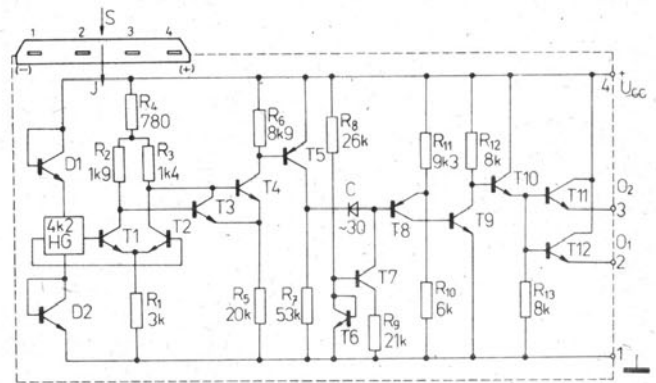 S
1 2 3 4
(-) (+)
J
R4
780
R6
8k9
R8
26k
R11
9k3
R12
8k
4 + UCC
D1
R2
1k9
R3
1k4
T5
T4
T10
T11
O2
3
4k2
HG
T1
T2
T3
C
~30
T8
T9
T12
O1
2
T7
D2
R1
3k
R5
20k
R7
53k
T6
R9
21k
R10
6k
R13
8k
1